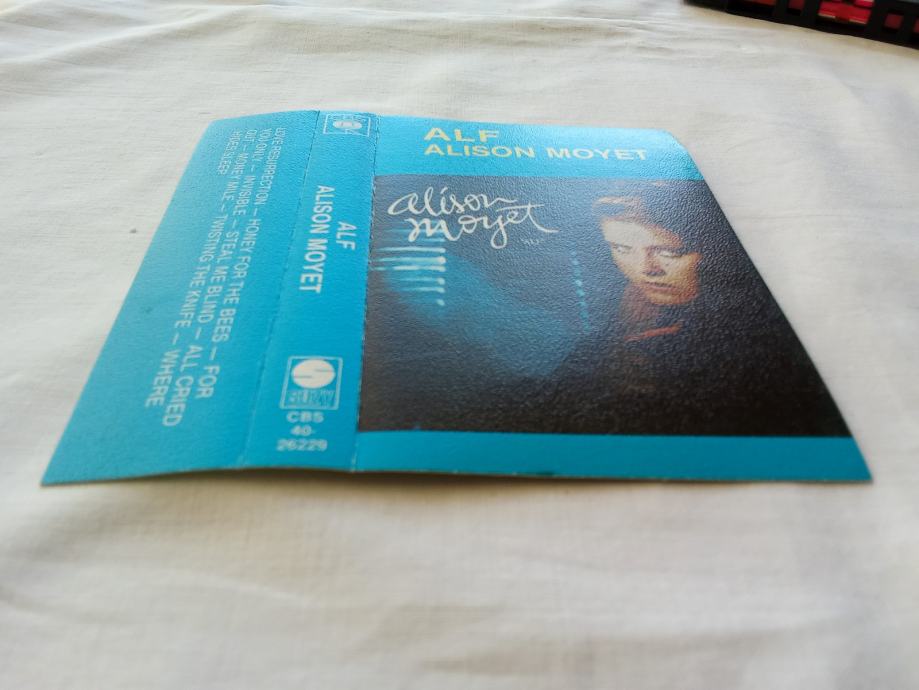 ALF
ALISON MOYET
alison
moyet
ALF
ALISON MOYET
BURAY
CBS
40-
26229
LOVE RESURRECTION – HONEY FOR THE BEES – FOR
YOU ONLY – INVISIBLE – STEAL ME BLIND – ALL CRIED
OUT – MONEY MILE – TWISTING THE KNIFE – WHERE
HIDES SLEEP